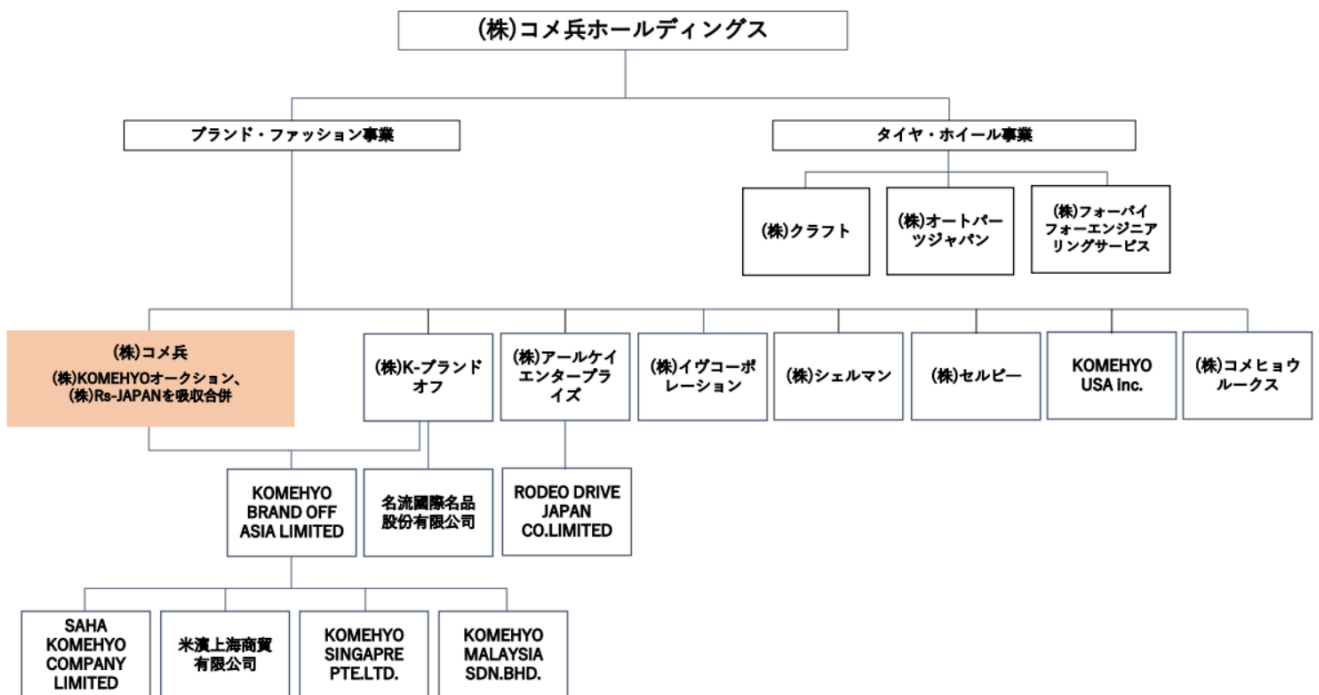 (株)コメ兵ホールディングス
ブランド・ファッション事業
タイヤ・ホイール事業
(株)クラフト
(株)オートパー
ツジャパン
(株)フォーバイ
フォーエンジニア
リングサービス
(株)コメ兵
(株)KOMEHYOオークション、
(株)Rs-JAPANを吸収合併
(株)K-ブランド
オフ
(株)アールケイ
エンタープラ
イズ
(株)イヴコーポ
レーション
(株)シェルマン
(株)セルビー
KOMEHYO
USA inc.
(株)コメヒョウ
ルークス
KOMEHYO
BRAND OFF
ASIA LIMITED
名流國際名品
股份有限公司
RODEO DRIVE
JAPAN
CO.LIMITED
SAHA
KOMEHYO
COMPANY
LIMITED
米濱上海商貿
有限公司
KOMEHYO
SINGAPRE
PTE.LTD.
KOMEHYO
MALAYSIA
SDN.BHD.